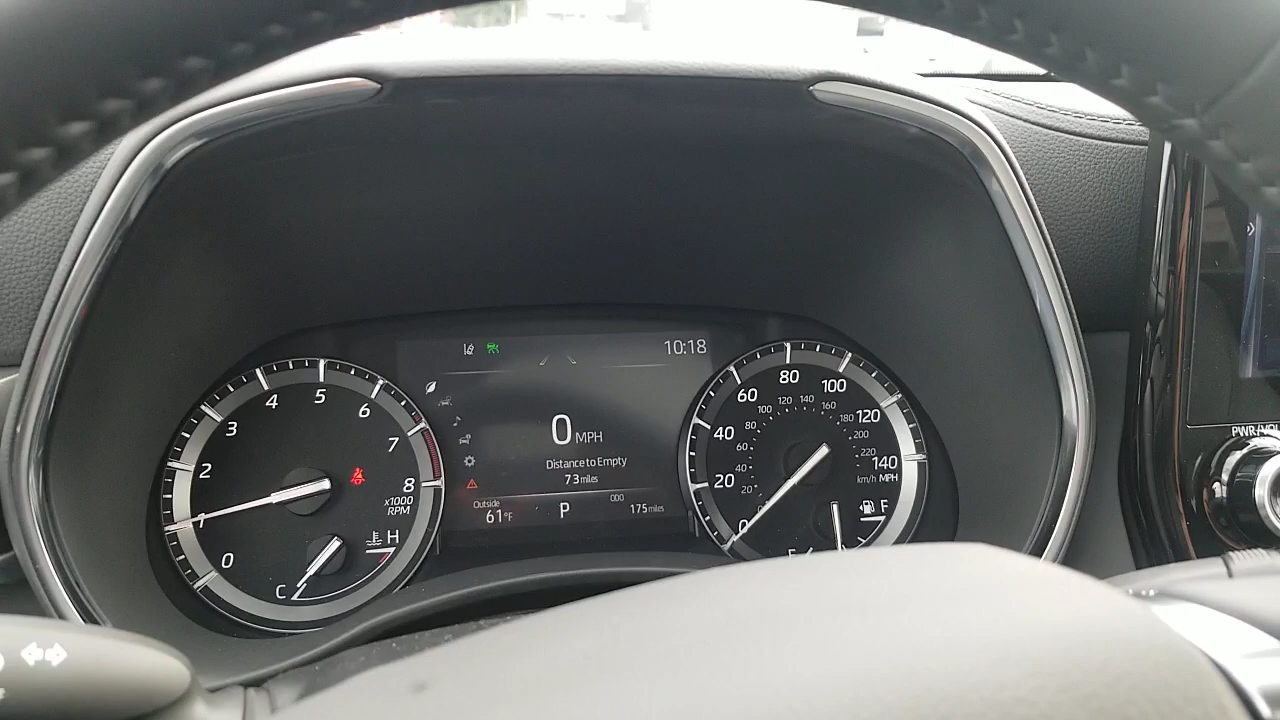 10:18
0 MPH
Distance to Empty
73 miles
Outside
61°F
P
ODO
175 miles
0
1
2
3
4
5
6
7
8
x1000
RPM
H
C
0
20
40
60
80
100
120
140
km/h MPH
20
40
60
80
100
120
140
160
180
200
220
F
PWR/VOL